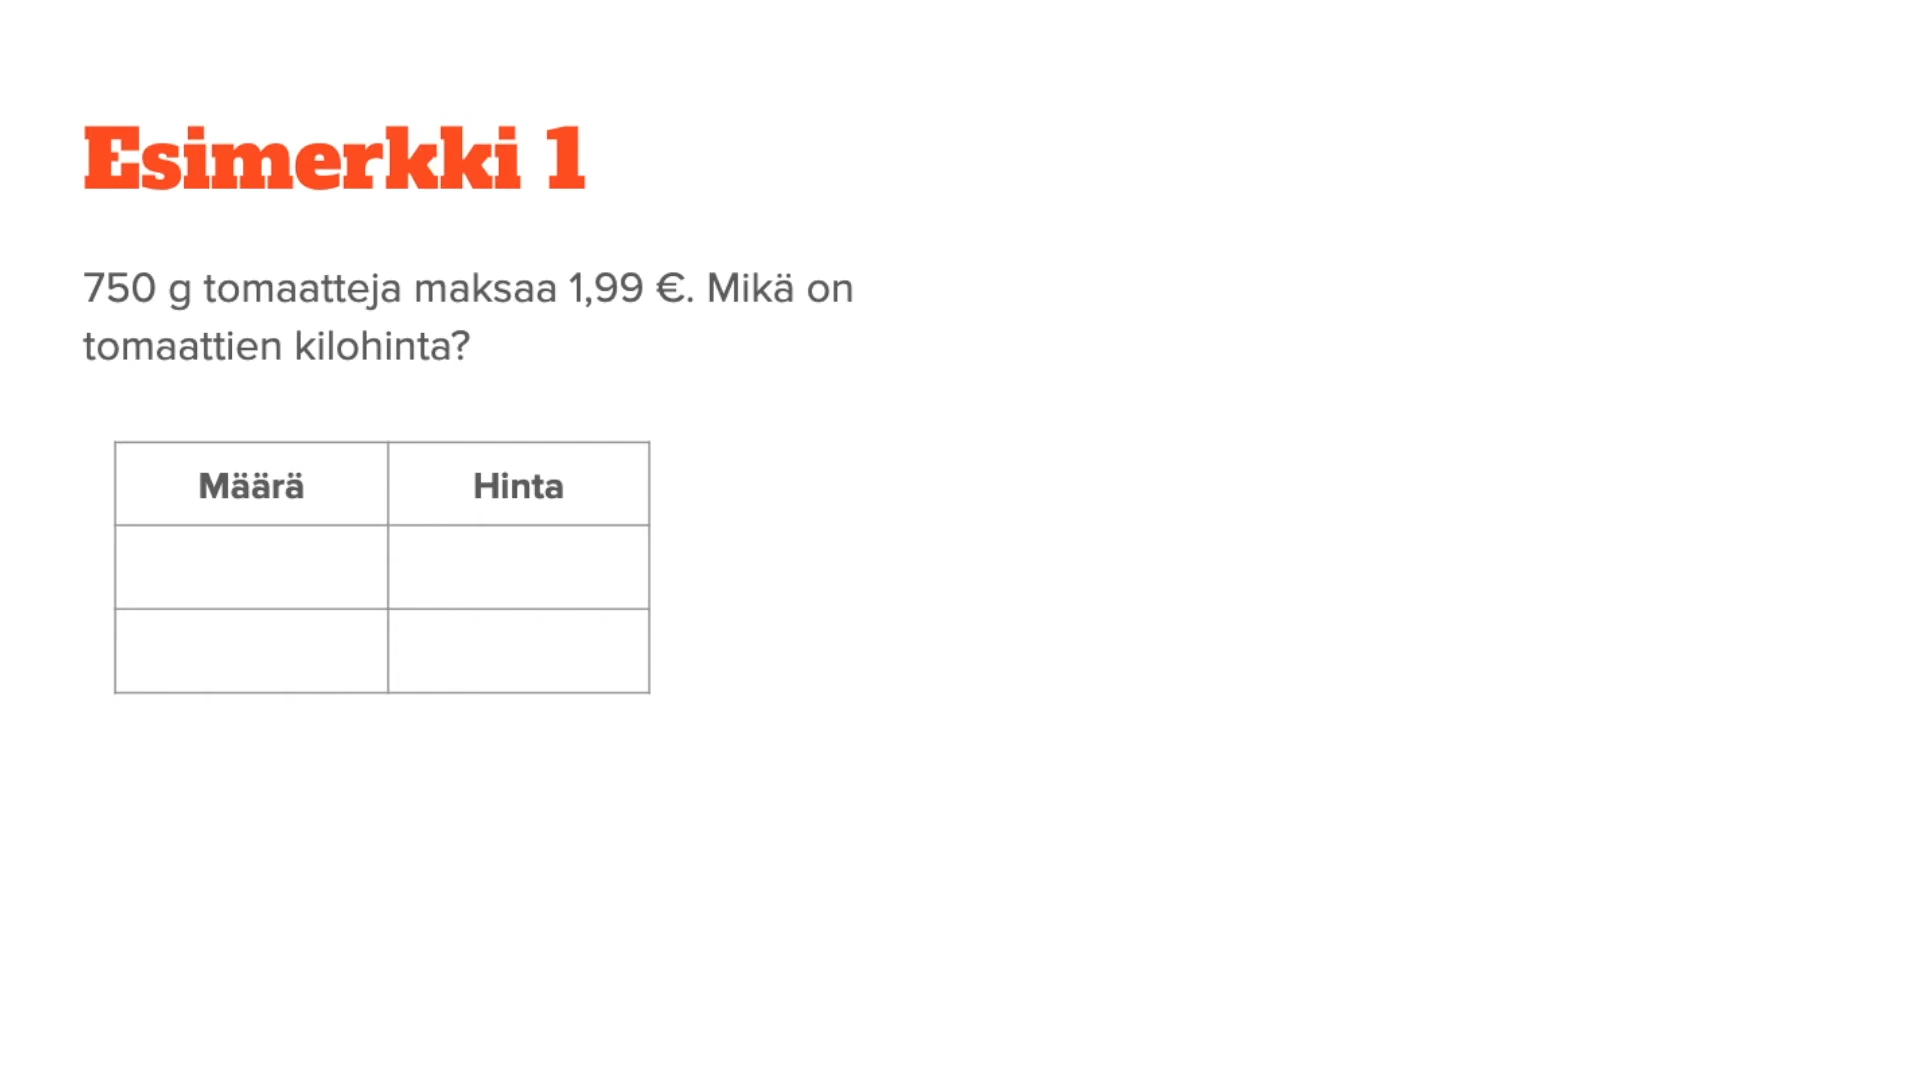 Esimerkki 1
750 g tomaatteja maksaa 1,99 €. Mikä on
tomaattien kilohinta?
Määrä Hinta